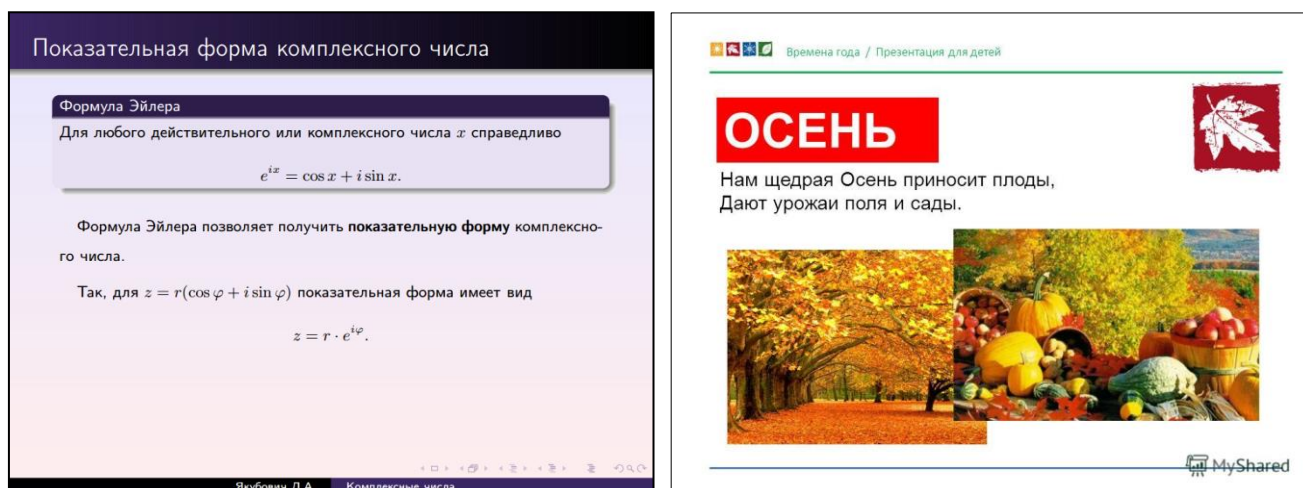 Показательная форма комплексного числа
Формула Эйлера
Для любого действительного или комплексного числа x справедливо
e^{ix} = cos x + i sin x.
Формула Эйлера позволяет получить показательную форму комплексно-
го числа.
Так, для z = r(cos φ + i sin φ) показательная форма имеет вид
z = r · e^{iφ}.
Якубович Д.А. Комплексные числа
Времена года / Презентация для детей
ОСЕНЬ
Нам щедрая Осень приносит плоды,
Дают урожаи поля и сады.
MyShared